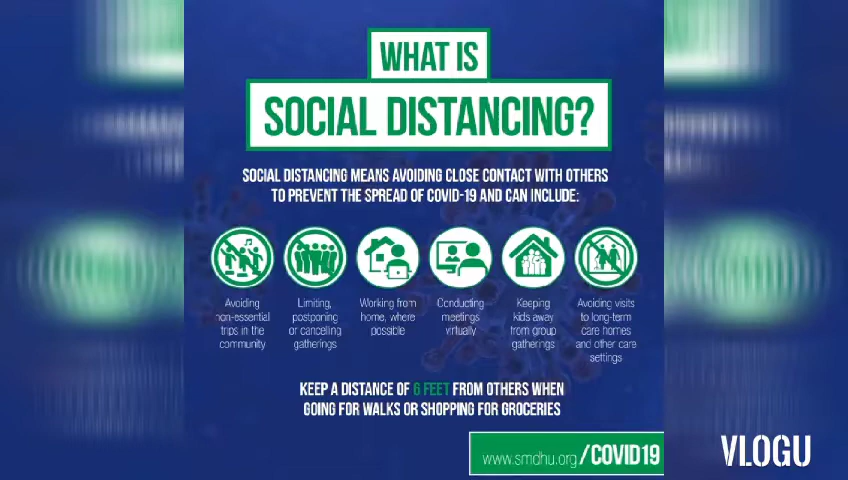 WHAT IS
SOCIAL DISTANCING?
SOCIAL DISTANCING MEANS AVOIDING CLOSE CONTACT WITH OTHERS
TO PREVENT THE SPREAD OF COVID-19 AND CAN INCLUDE:
Avoiding
non-essential
trips in the
community
Limiting,
postponing
or cancelling
gatherings
Working from
home, where
possible
Conducting
meetings
virtually
Keeping
kids away
from group
gatherings
Avoiding visits
to long-term
care homes
and other care
settings
KEEP A DISTANCE OF 6 FEET FROM OTHERS WHEN
GOING FOR WALKS OR SHOPPING FOR GROCERIES
www.smdhu.org/COVID19
VLOGU